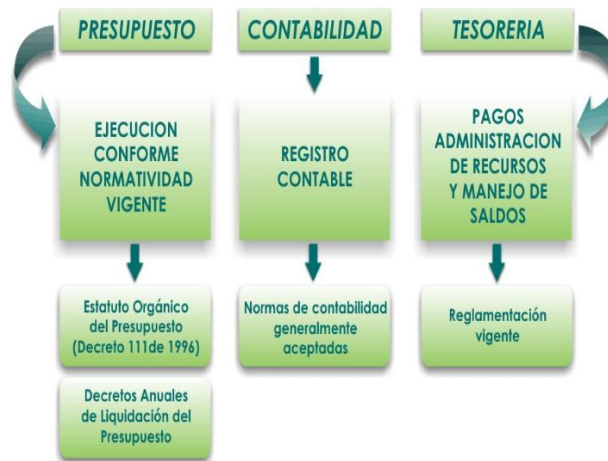 PRESUPUESTO
CONTABILIDAD
TESORERIA
EJECUCION
CONFORME
NORMATIVIDAD
VIGENTE
REGISTRO
CONTABLE
PAGOS
ADMINISTRACION
DE RECURSOS
Y MANEJO DE
SALDOS
Estatuto Orgánico
del Presupuesto
(Decreto 111de 1996)
Normas de contabilidad
generalmente
aceptadas
Reglamentación
vigente
Decretos Anuales
de Liquidación del
Presupuesto